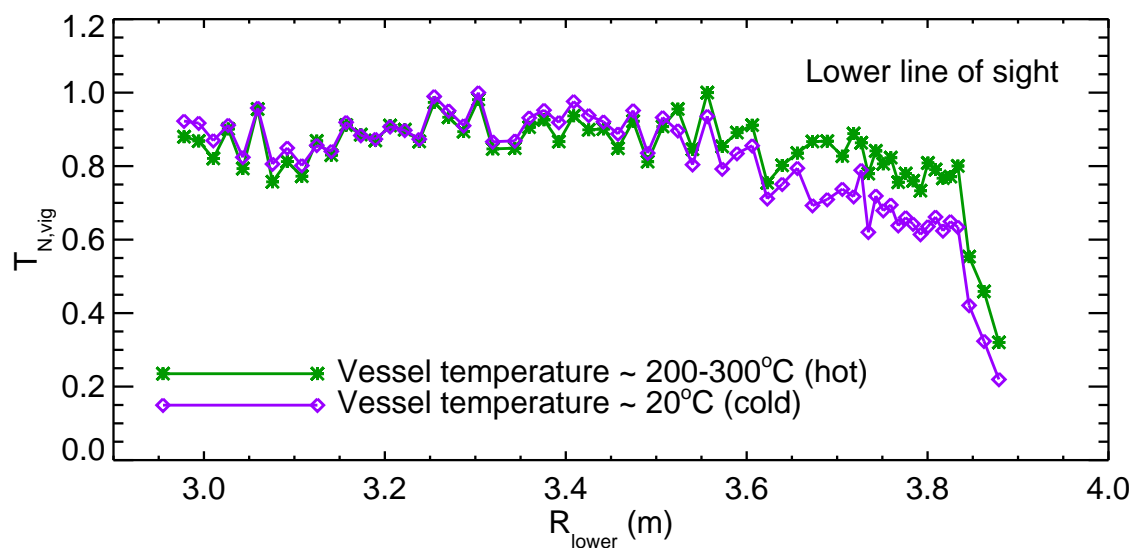 1.2
1.0
0.8
0.6
0.4
0.2
0.0
T_N,vig
Lower line of sight
Vessel temperature ~ 200-300°C (hot)
Vessel temperature ~ 20°C (cold)
3.0 3.2 3.4 3.6 3.8 4.0
R_lower (m)